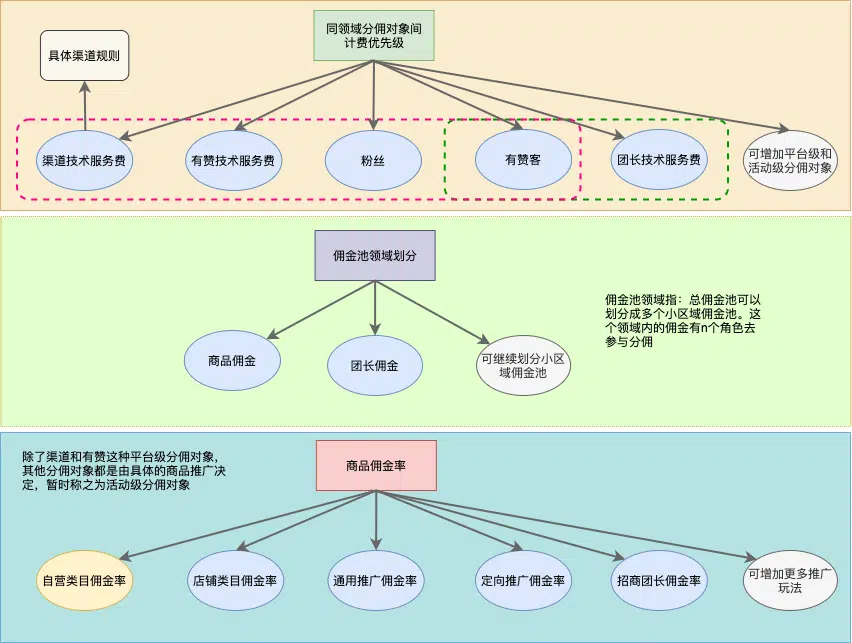 同领域分佣对象间
计费优先级
具体渠道规则
渠道技术服务费
有赞技术服务费
粉丝
有赞客
团长技术服务费
可增加平台级和
活动级分佣对象
佣金池领域划分
佣金池领域指：总佣金池可以
划分成多个小区域佣金池。这
个领域内的佣金有n个角色去
参与分佣
商品佣金
团长佣金
可继续划分小区
域佣金池
除了渠道和有赞这种平台级分佣对象，
其他分佣对象都是由具体的商品推广决
定，暂时称之为活动级分佣对象
商品佣金率
自营类目佣金率
店铺类目佣金率
通用推广佣金率
定向推广佣金率
招商团长佣金率
可增加更多推广
玩法